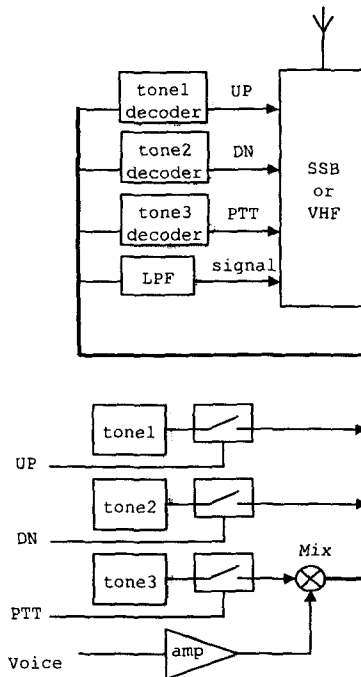 tone1
decoder
UP
tone2
decoder
DN
tone3
decoder
PTT
LPF
signal
SSB
or
VHF
tone1
UP
tone2
DN
tone3
Mix
PTT
amp
Voice